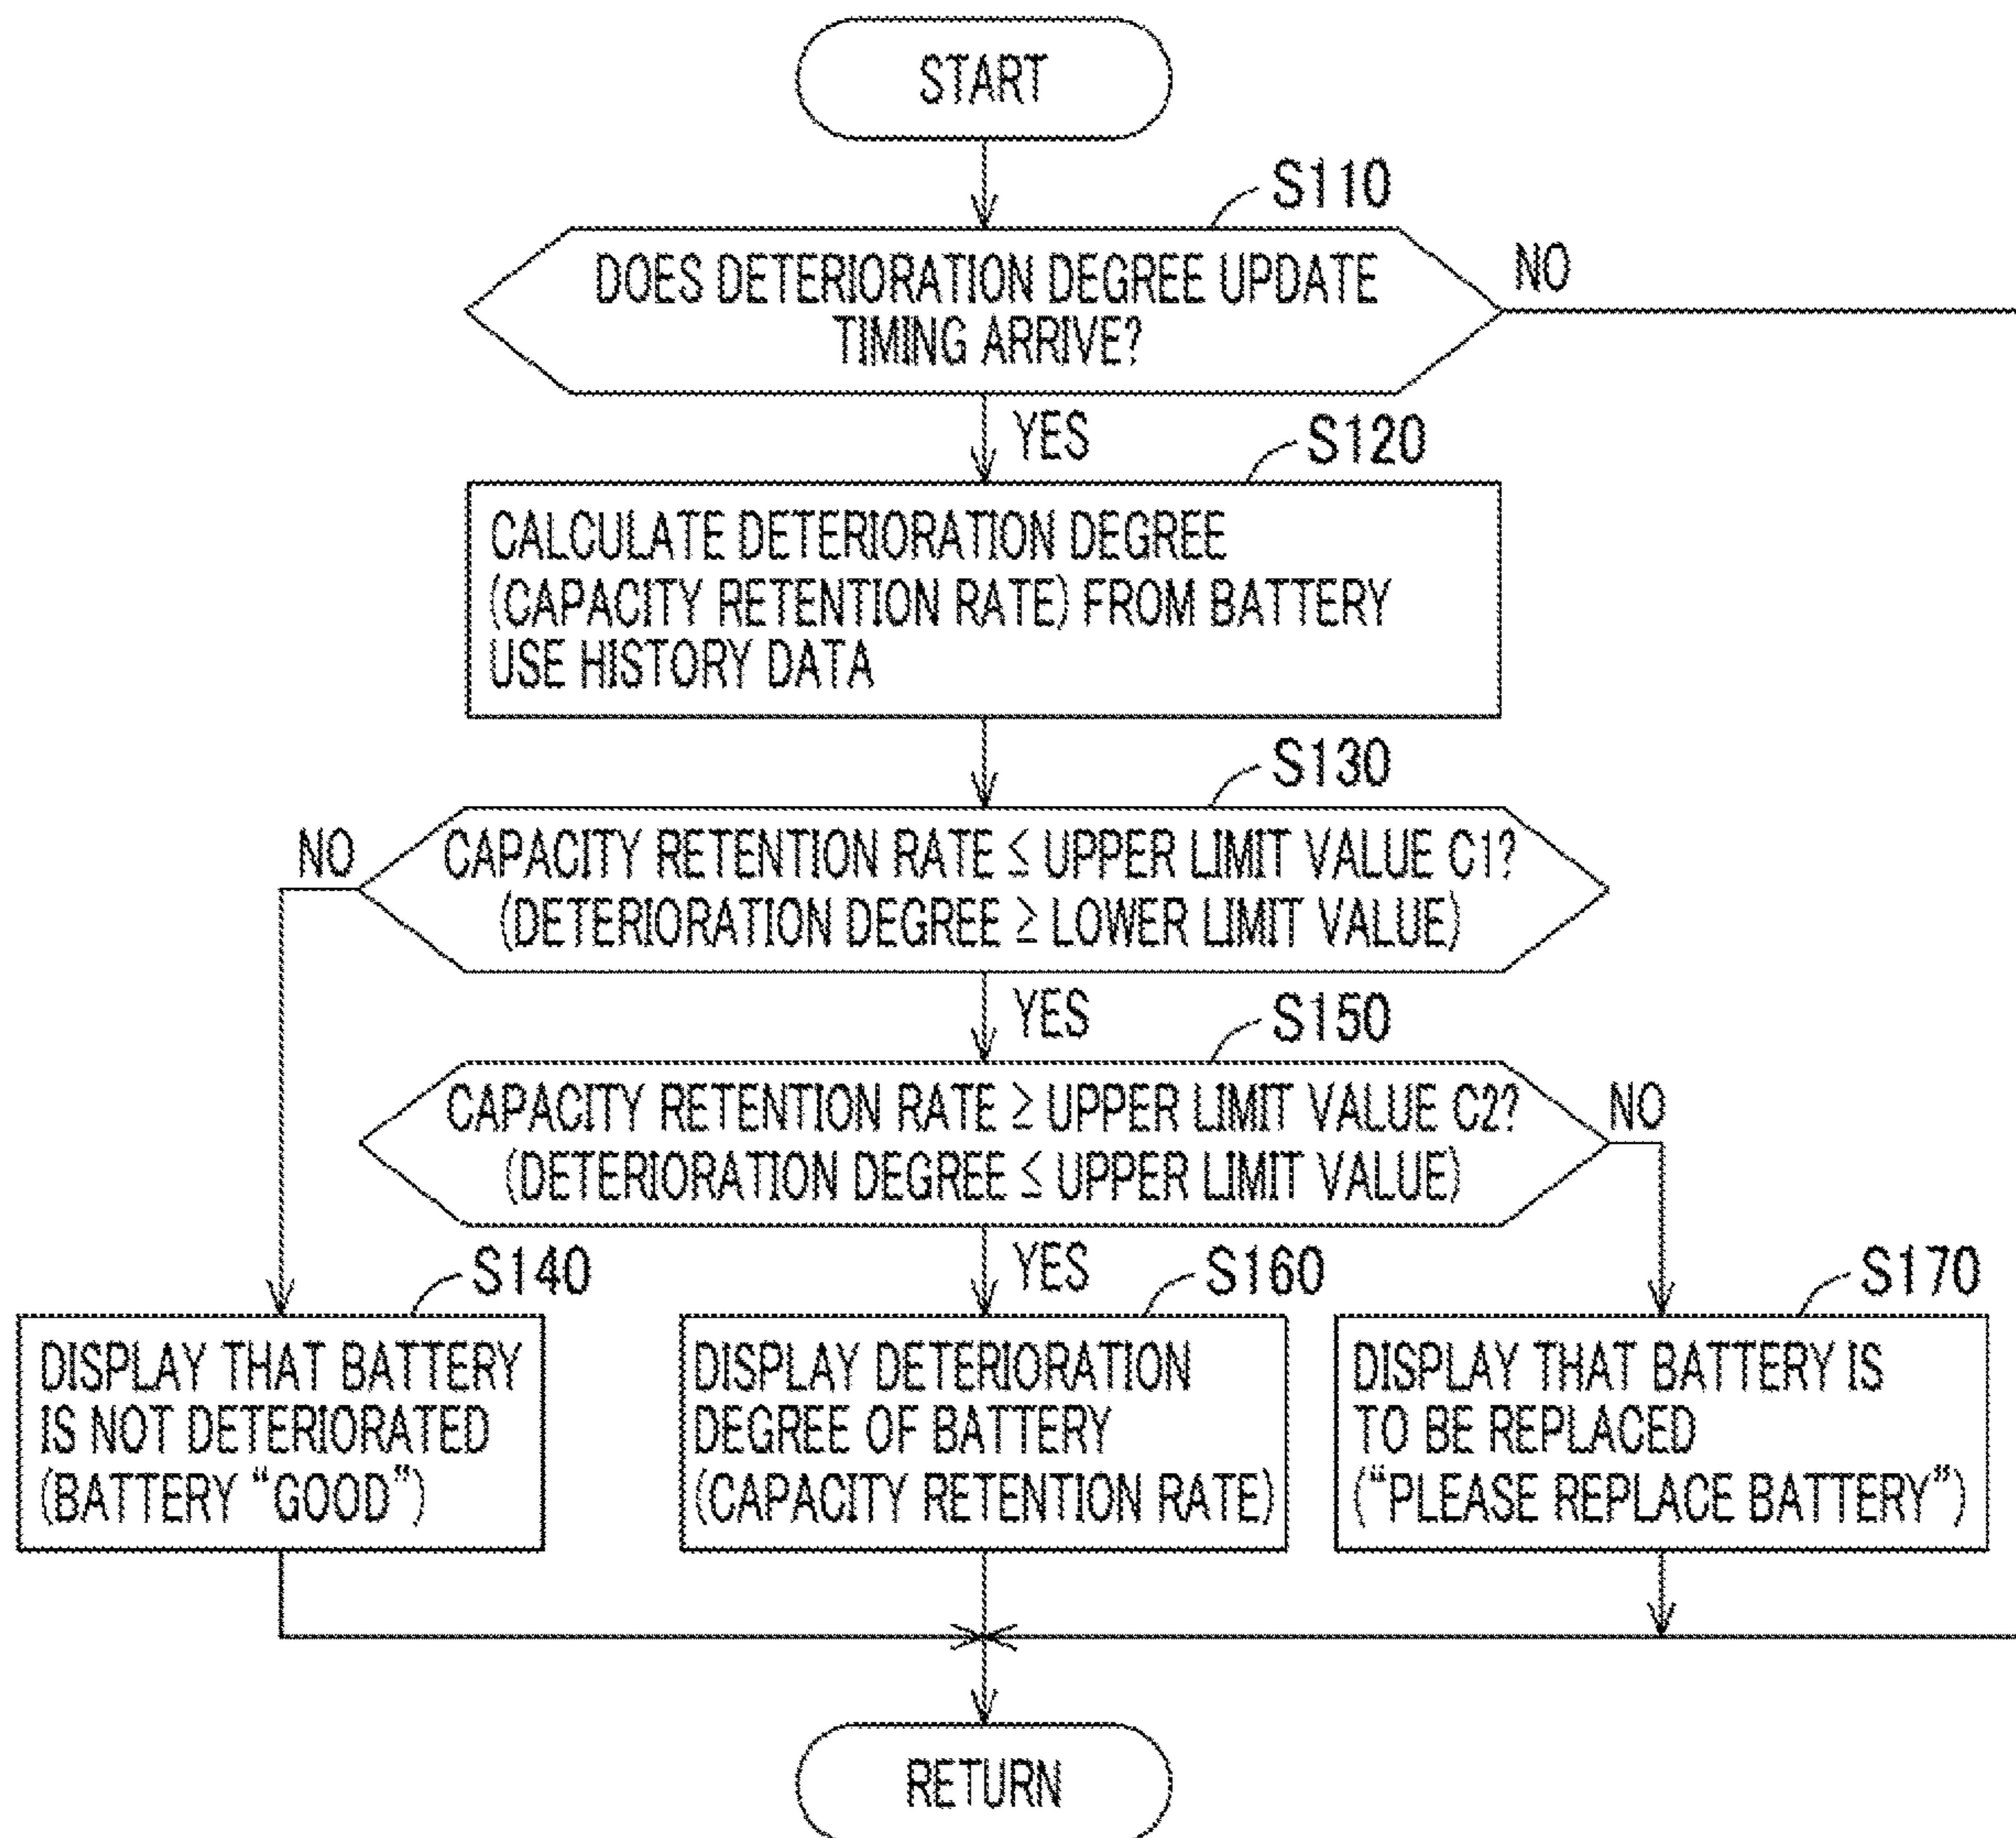 START
S110
DOES DETERIORATION DEGREE UPDATE
TIMING ARRIVE?
NO
YES
S120
CALCULATE DETERIORATION DEGREE
(CAPACITY RETENTION RATE) FROM BATTERY
USE HISTORY DATA
S130
NO
CAPACITY RETENTION RATE ≤ UPPER LIMIT VALUE C1?
(DETERIORATION DEGREE ≥ LOWER LIMIT VALUE)
YES
S150
CAPACITY RETENTION RATE ≥ UPPER LIMIT VALUE C2?
NO
(DETERIORATION DEGREE ≤ UPPER LIMIT VALUE)
YES
S140
DISPLAY THAT BATTERY
IS NOT DETERIORATED
(BATTERY “GOOD”)
S160
DISPLAY DETERIORATION
DEGREE OF BATTERY
(CAPACITY RETENTION RATE)
S170
DISPLAY THAT BATTERY IS
TO BE REPLACED
(“PLEASE REPLACE BATTERY”)
RETURN